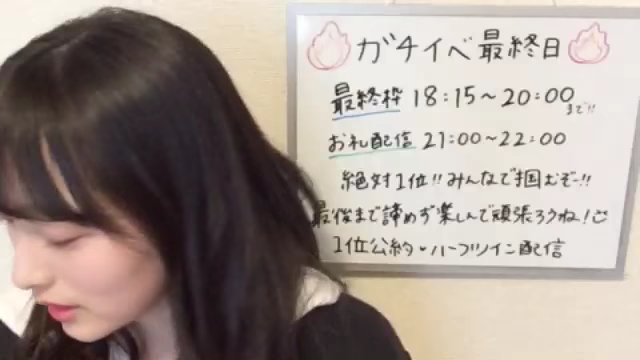 ガチイベ最終日
最終枠 18:15～20:00まで!!
お礼配信 21:00～22:00
絶対1位!!みんなで掴むぞー!!
最後まで諦めず楽しんで頑張ろうね!
1位公約・ハーフツイン配信